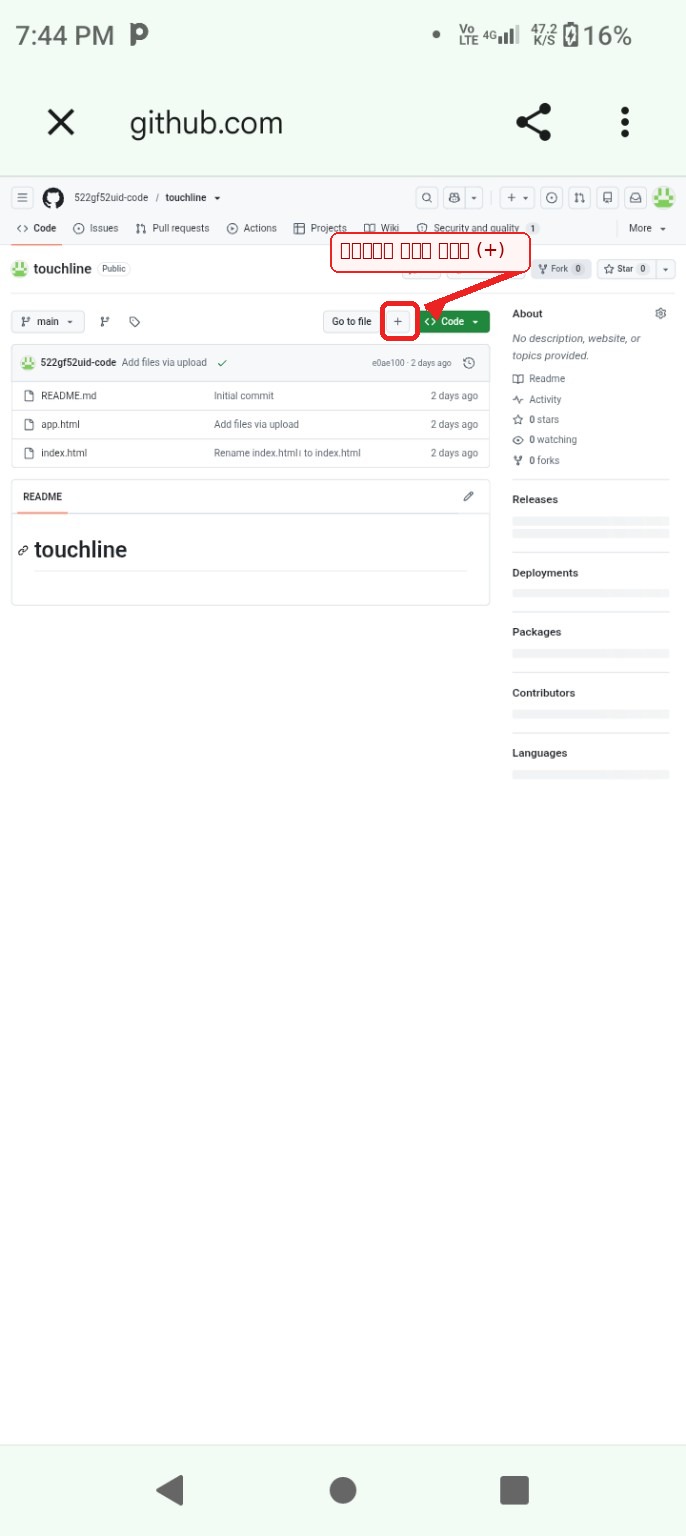 7:44 PM
Vo LTE 4G 47.2 K/S 16%
github.com
522gf52uid-code / touchline
Code Issues Pull requests Actions Projects Wiki Security and quality 1 More
(+)
touchline Public Fork 0 Star 0
main Go to file + Code
522gf52uid-code Add files via upload e0ae100 · 2 days ago
README.md Initial commit 2 days ago
app.html Add files via upload 2 days ago
index.html Rename index.html1 to index.html 2 days ago
README
touchline
About
No description, website, or
topics provided.
Readme
Activity
0 stars
0 watching
0 forks
Releases
Deployments
Packages
Contributors
Languages